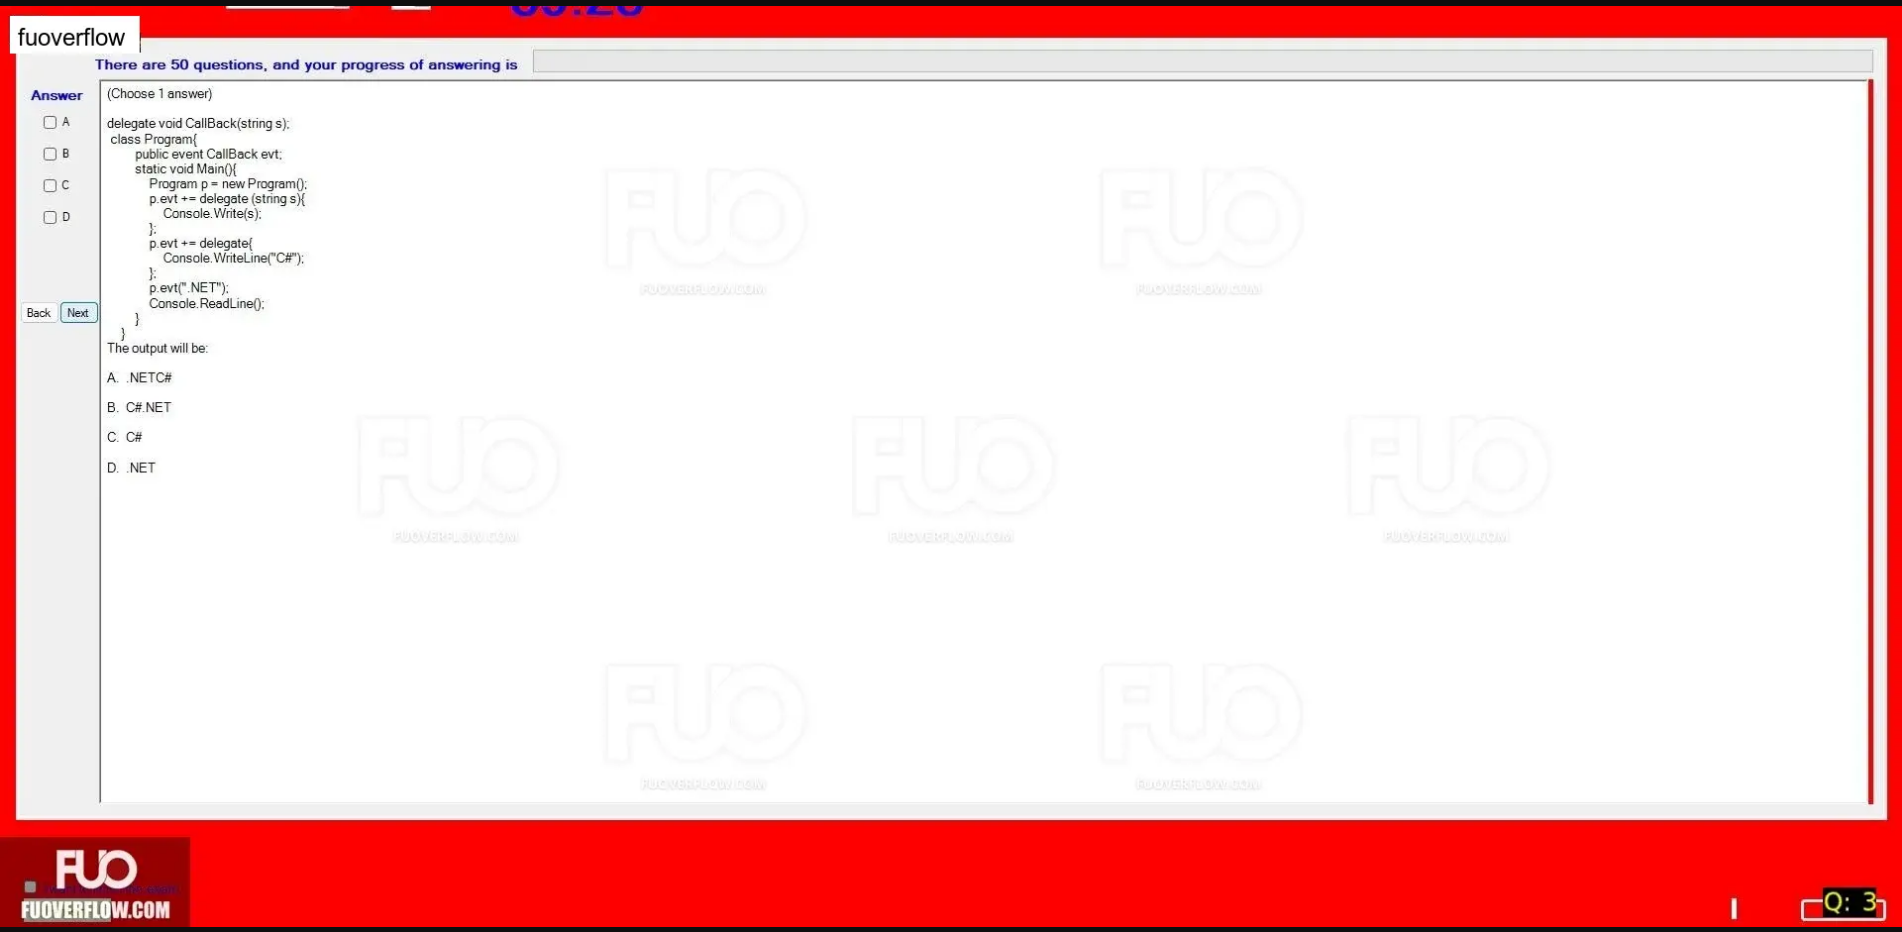 fuoverflow
There are 50 questions, and your progress of answering is
Answer
A
B
C
D
Back Next
(Choose 1 answer)
delegate void CallBack(string s);
class Program{
public event CallBack evt;
static void Main(){
Program p = new Program();
p.evt += delegate (string s){
Console.Write(s);
};
p.evt += delegate{
Console.WriteLine("C#");
};
p.evt(".NET");
Console.ReadLine();
}
}
The output will be:
A. .NETC#
B. C#.NET
C. C#
D. .NET
FUO FUO
FUOVERFLOW.COM FUOVERFLOW.COM
FUO FUO FUO
FUOVERFLOW.COM FUOVERFLOW.COM FUOVERFLOW.COM
FUO FUO
FUOVERFLOW.COM FUOVERFLOW.COM
FUO
FUOVERFLOW.COM
Q: 3